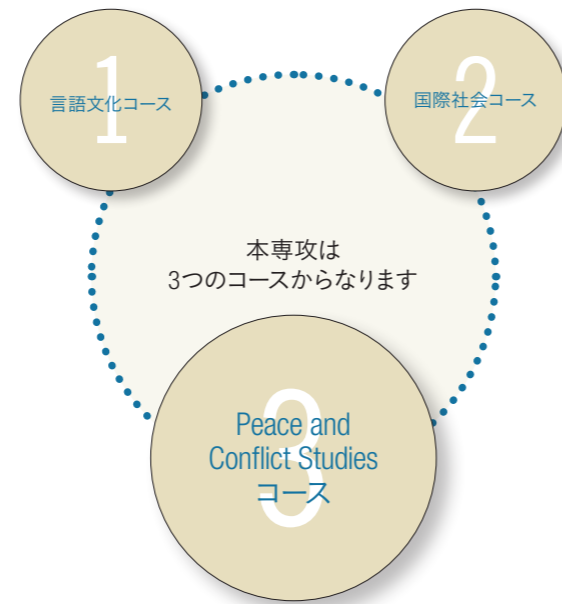 1
言語文化コース
2
国際社会コース
本専攻は
3つのコースからなります
3
Peace and
Conflict Studies
コース